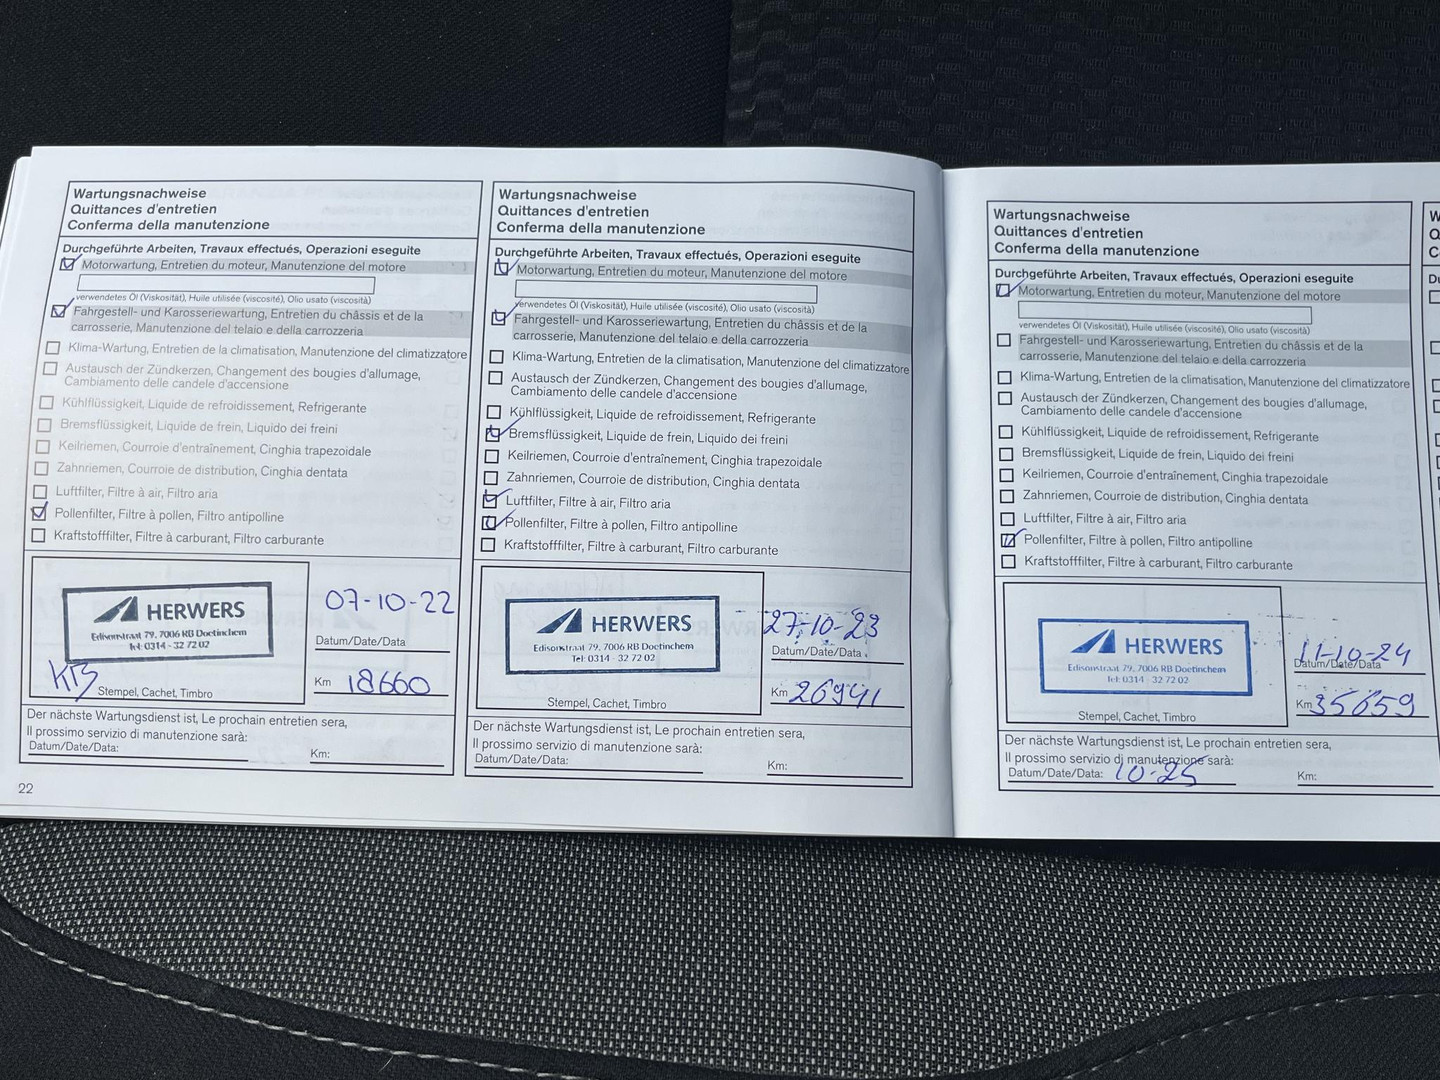 Wartungsnachweise
Quittances d'entretien
Conferma della manutenzione
Durchgeführte Arbeiten, Travaux effectués, Operazioni eseguite
Motorwartung, Entretien du moteur, Manutenzione del motore
verwendetes Öl (Viskosität), Huile utilisée (viscosité), Olio usato (viscosità)
Fahrgestell- und Karosseriewartung, Entretien du châssis et de la
carrosserie, Manutenzione del telaio e della carrozzeria
Klima-Wartung, Entretien de la climatisation, Manutenzione del climatizzatore
Austausch der Zündkerzen, Changement des bougies d'allumage,
Cambiamento delle candele d'accensione
Kühlflüssigkeit, Liquide de refroidissement, Refrigerante
Bremsflüssigkeit, Liquide de frein, Liquido dei freini
Keilriemen, Courroie d'entraînement, Cinghia trapezoidale
Zahnriemen, Courroie de distribution, Cinghia dentata
Luftfilter, Filtre à air, Filtro aria
Pollenfilter, Filtre à pollen, Filtro antipolline
Kraftstofffilter, Filtre à carburant, Filtro carburante
HERWERS
Edisonstraat 79, 7006 RB Doetinchem
tel: 0314 - 32 72 02
07-10-22
Datum/Date/Data
Km 18660
Stempel, Cachet, Timbro
Der nächste Wartungsdienst ist, Le prochain entretien sera,
Il prossimo servizio di manutenzione sarà:
Datum/Date/Data:
Km:
22
Wartungsnachweise
Quittances d'entretien
Conferma della manutenzione
Durchgeführte Arbeiten, Travaux effectués, Operazioni eseguite
Motorwartung, Entretien du moteur, Manutenzione del motore
verwendetes Öl (Viskosität), Huile utilisée (viscosité), Olio usato (viscosità)
Fahrgestell- und Karosseriewartung, Entretien du châssis et de la
carrosserie, Manutenzione del telaio e della carrozzeria
Klima-Wartung, Entretien de la climatisation, Manutenzione del climatizzatore
Austausch der Zündkerzen, Changement des bougies d'allumage,
Cambiamento delle candele d'accensione
Kühlflüssigkeit, Liquide de refroidissement, Refrigerante
Bremsflüssigkeit, Liquide de frein, Liquido dei freini
Keilriemen, Courroie d'entraînement, Cinghia trapezoidale
Zahnriemen, Courroie de distribution, Cinghia dentata
Luftfilter, Filtre à air, Filtro aria
Pollenfilter, Filtre à pollen, Filtro antipolline
Kraftstofffilter, Filtre à carburant, Filtro carburante
HERWERS
Edisonstraat 79, 7006 RB Doetinchem
Tel: 0314 - 32 72 02
27-10-23
Datum/Date/Data
Km 26941
Stempel, Cachet, Timbro
Der nächste Wartungsdienst ist, Le prochain entretien sera,
Il prossimo servizio di manutenzione sarà:
Datum/Date/Data:
Km:
Wartungsnachweise
Quittances d'entretien
Conferma della manutenzione
Durchgeführte Arbeiten, Travaux effectués, Operazioni eseguite
Motorwartung, Entretien du moteur, Manutenzione del motore
verwendetes Öl (Viskosität), Huile utilisée (viscosité), Olio usato (viscosità)
Fahrgestell- und Karosseriewartung, Entretien du châssis et de la
carrosserie, Manutenzione del telaio e della carrozzeria
Klima-Wartung, Entretien de la climatisation, Manutenzione del climatizzatore
Austausch der Zündkerzen, Changement des bougies d'allumage,
Cambiamento delle candele d'accensione
Kühlflüssigkeit, Liquide de refroidissement, Refrigerante
Bremsflüssigkeit, Liquide de frein, Liquido dei freini
Keilriemen, Courroie d'entraînement, Cinghia trapezoidale
Zahnriemen, Courroie de distribution, Cinghia dentata
Luftfilter, Filtre à air, Filtro aria
Pollenfilter, Filtre à pollen, Filtro antipolline
Kraftstofffilter, Filtre à carburant, Filtro carburante
HERWERS
Edisonstraat 79, 7006 RB Doetinchem
Tel: 0314 - 32 72 02
11-10-24
Datum/Date/Data
Km 35659
Stempel, Cachet, Timbro
Der nächste Wartungsdienst ist, Le prochain entretien sera,
Il prossimo servizio di manutenzione sarà:
Datum/Date/Data: 10-25
Km: